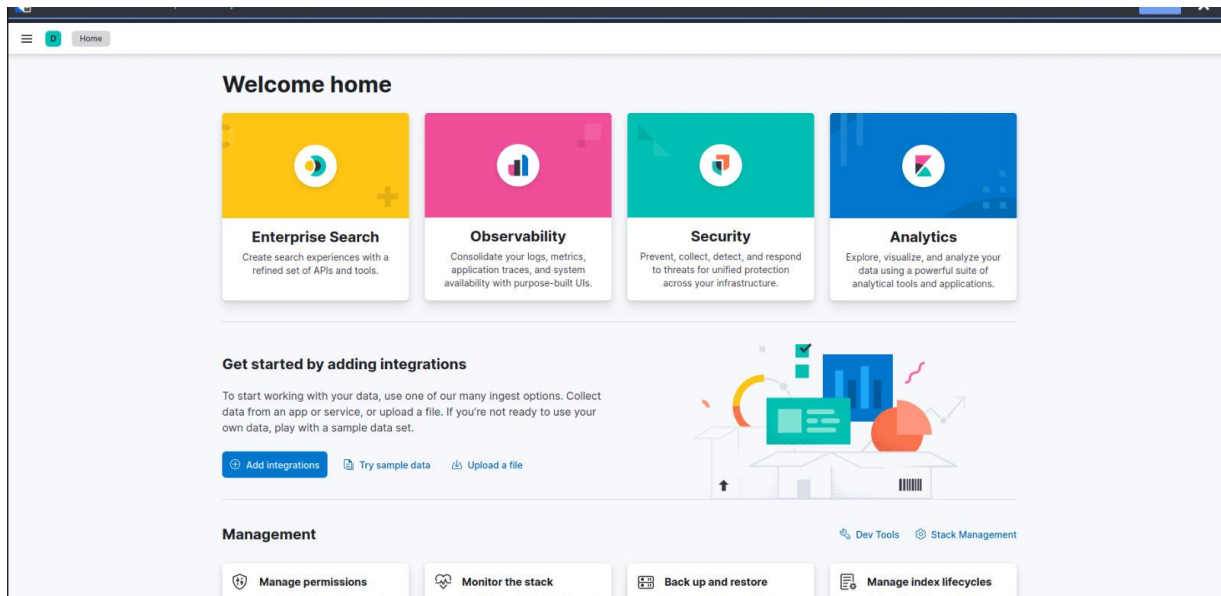 D Home
Welcome home
Enterprise Search
Create search experiences with a
refined set of APIs and tools.
Observability
Consolidate your logs, metrics,
application traces, and system
availability with purpose-built UIs.
Security
Prevent, collect, detect, and respond
to threats for unified protection
across your infrastructure.
Analytics
Explore, visualize, and analyze your
data using a powerful suite of
analytical tools and applications.
Get started by adding integrations
To start working with your data, use one of our many ingest options. Collect
data from an app or service, or upload a file. If you're not ready to use your
own data, play with a sample data set.
Add integrations Try sample data Upload a file
Management Dev Tools Stack Management
Manage permissions Monitor the stack Back up and restore Manage index lifecycles